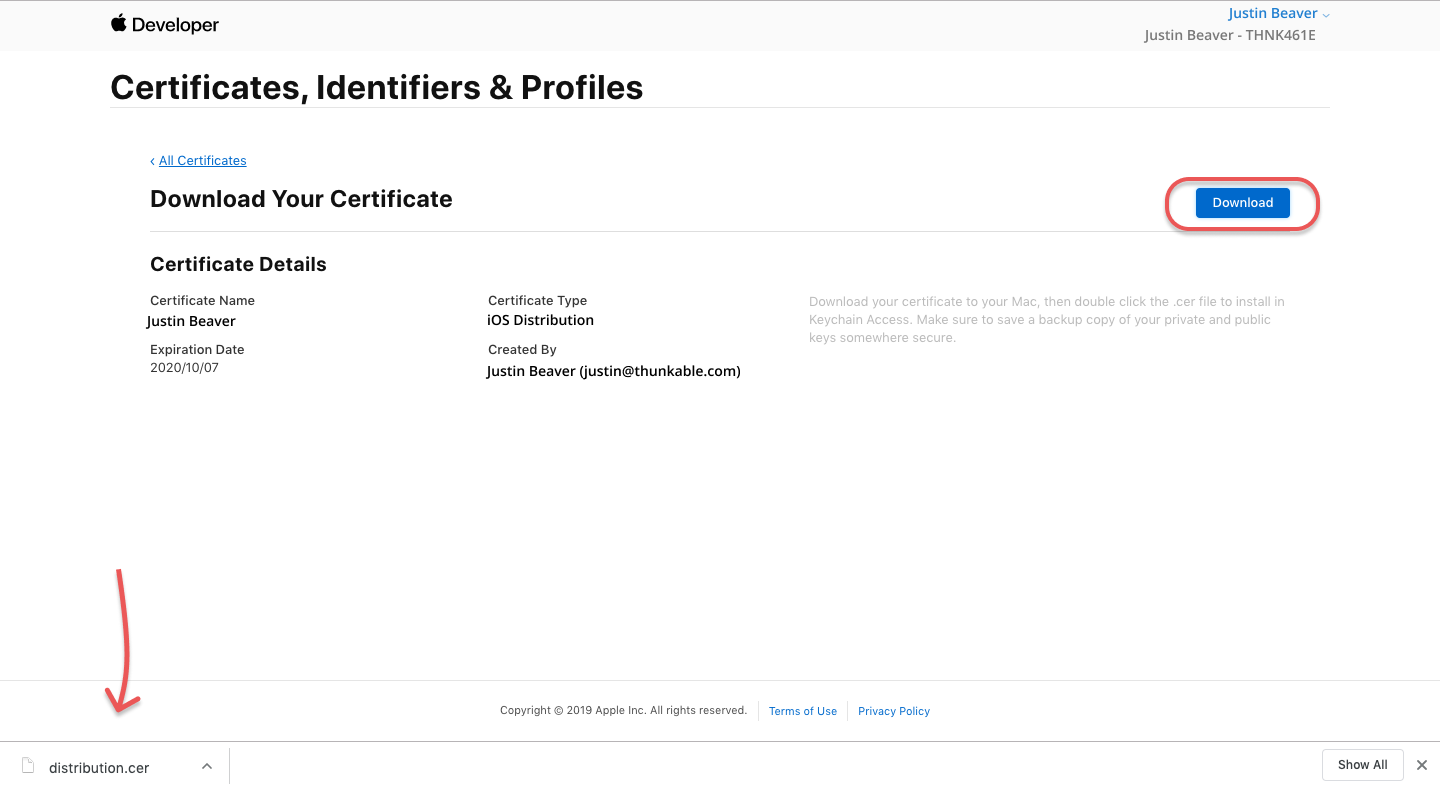 Developer
Justin Beaver
Justin Beaver - THNK461E
Certificates, Identifiers & Profiles
‹ All Certificates
Download Your Certificate
Download
Certificate Details
Certificate Name
Justin Beaver
Expiration Date
2020/10/07
Certificate Type
iOS Distribution
Created By
Justin Beaver (justin@thunkable.com)
Download your certificate to your Mac, then double click the .cer file to install in
Keychain Access. Make sure to save a backup copy of your private and public
keys somewhere secure.
Copyright © 2019 Apple Inc. All rights reserved.
Terms of Use
Privacy Policy
distribution.cer
Show All